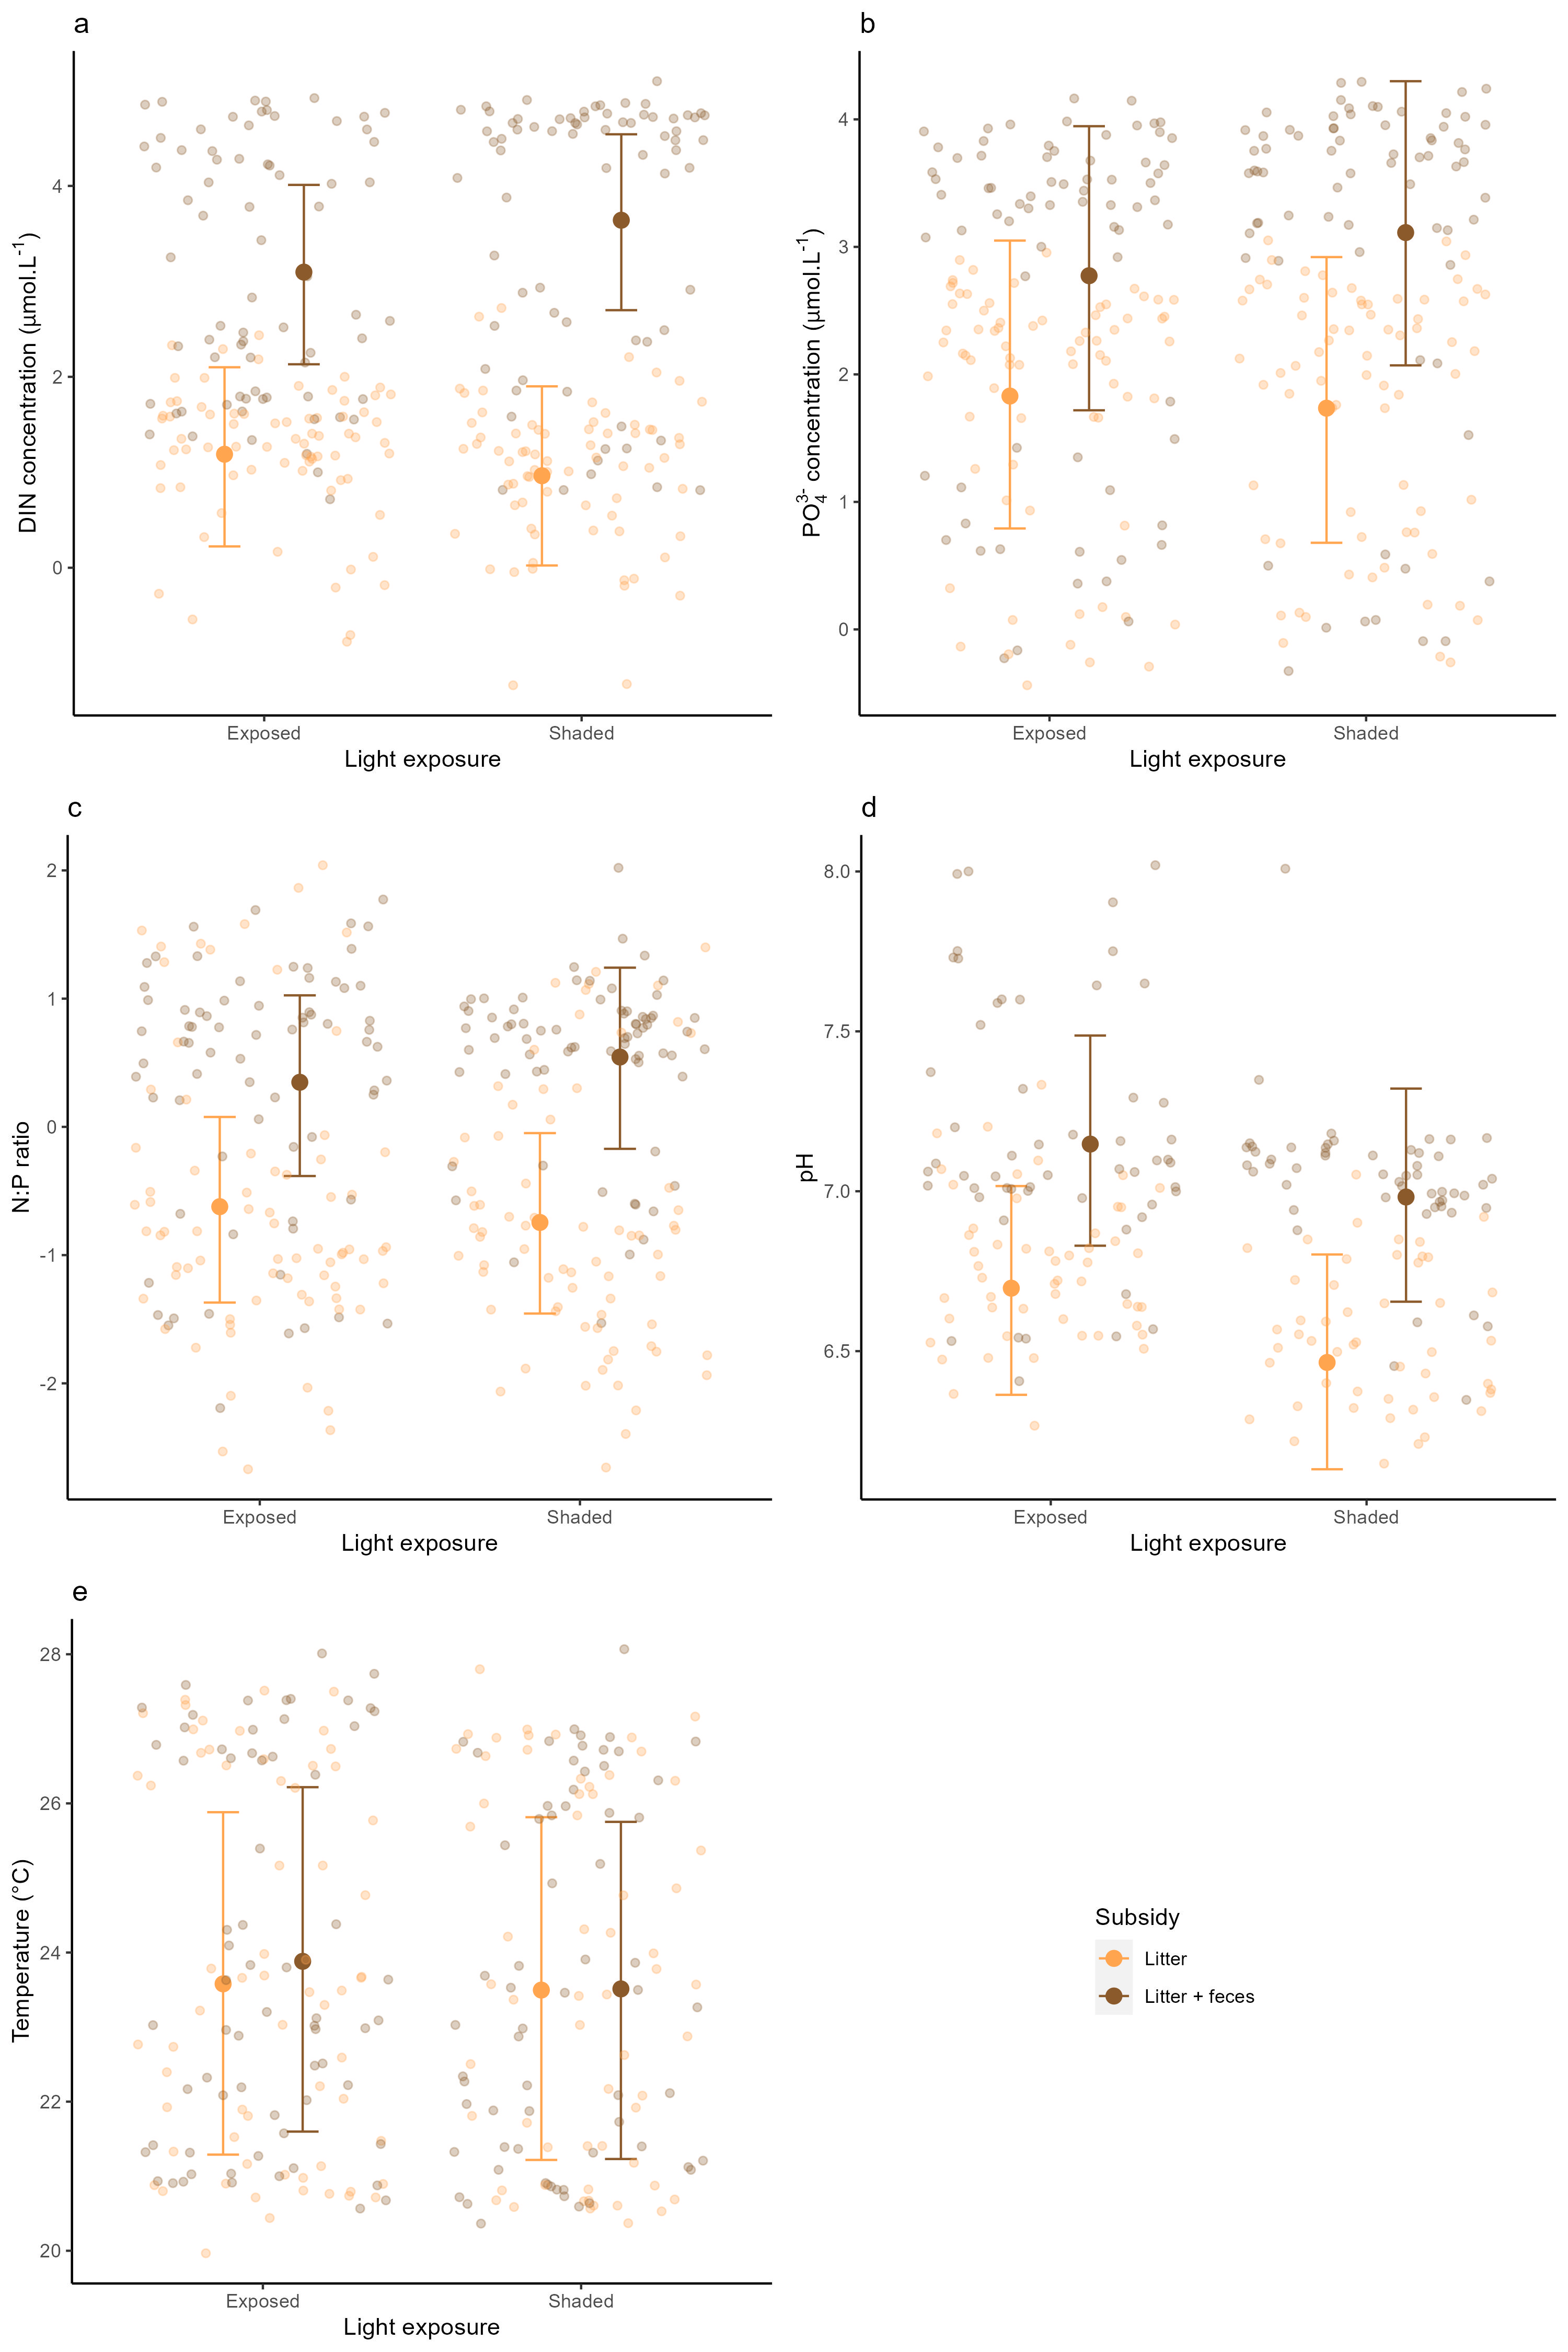 a
DIN concentration (µmol.L⁻¹)
4
2
0
Exposed
Shaded
Light exposure
b
PO₄³⁻ concentration (µmol.L⁻¹)
4
3
2
1
0
Exposed
Shaded
Light exposure
c
N:P ratio
2
1
0
-1
-2
Exposed
Shaded
Light exposure
d
pH
8.0
7.5
7.0
6.5
Exposed
Shaded
Light exposure
e
Temperature (°C)
28
26
24
22
20
Exposed
Shaded
Light exposure
Subsidy
Litter
Litter + feces